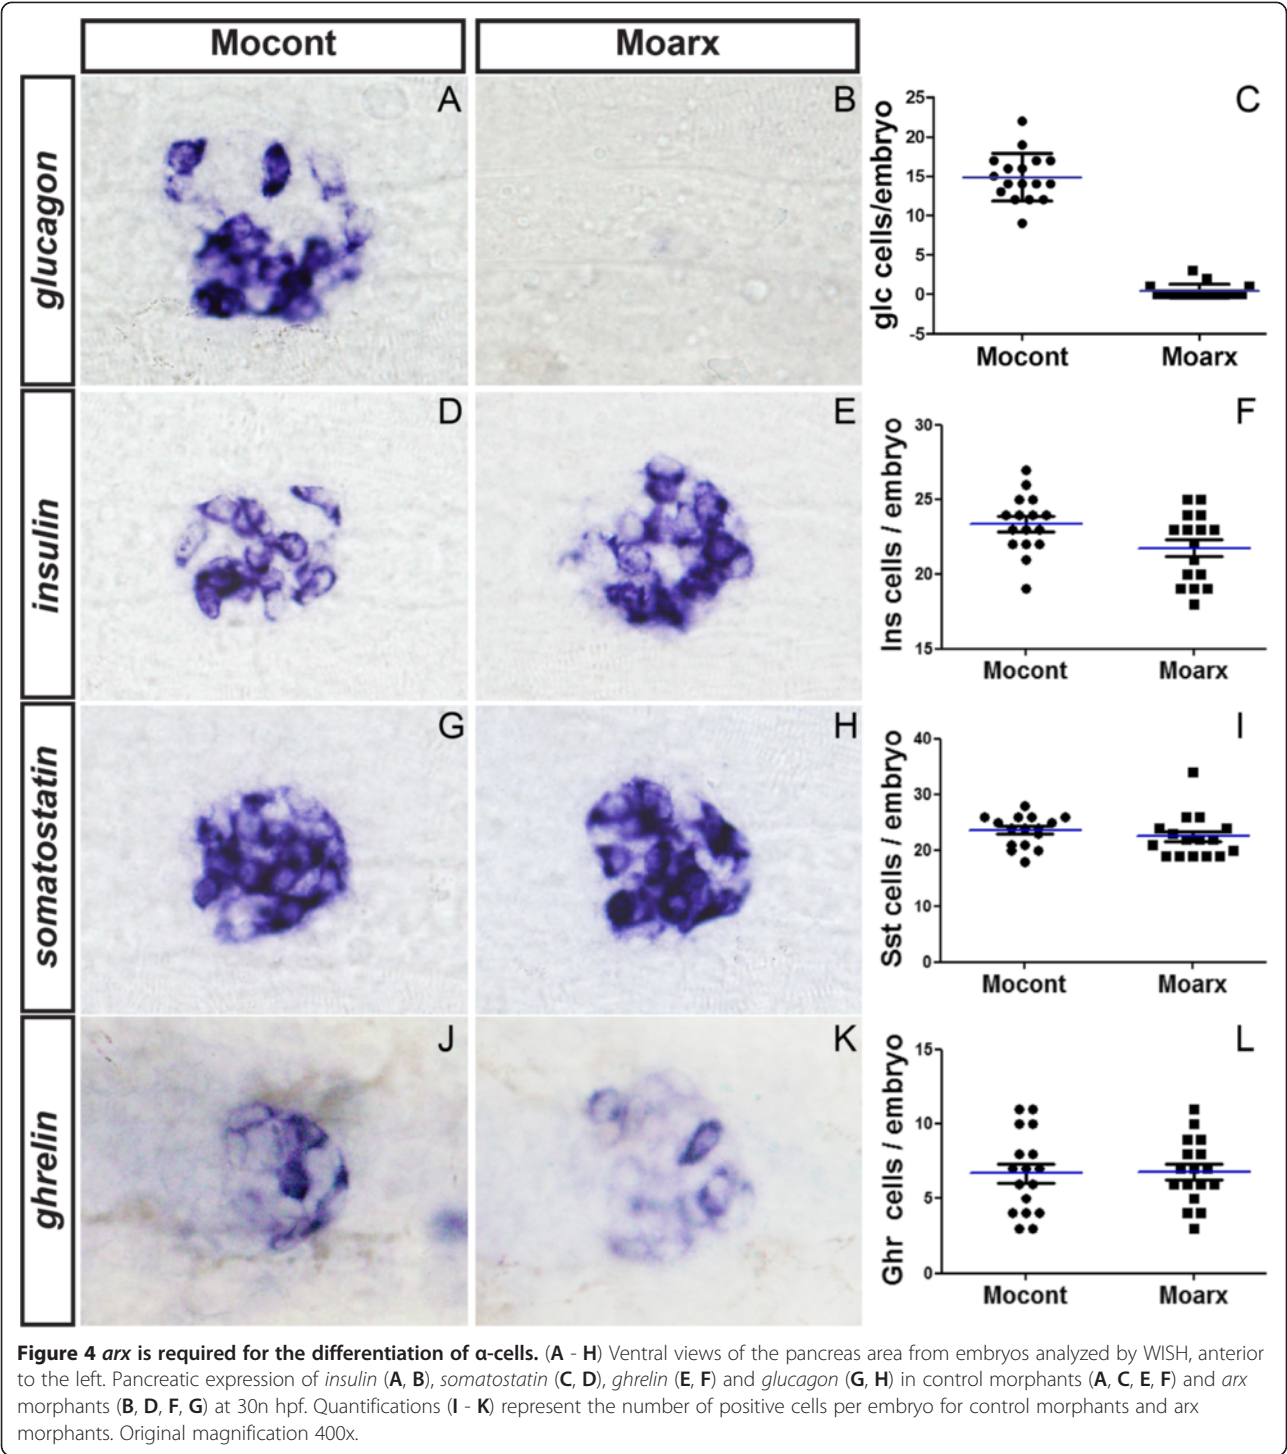 Mocont
Moarx
glucagon
A
B
C
glc cells/embryo
25
20
15
10
5
0
-5
Mocont
Moarx
insulin
D
E
F
Ins cells / embryo
30
25
20
15
Mocont
Moarx
somatostatin
G
H
I
Sst cells / embryo
40
30
20
10
0
Mocont
Moarx
ghrelin
J
K
L
Ghr cells / embryo
15
10
5
0
Mocont
Moarx
Figure 4 arx is required for the differentiation of α-cells. (A - H) Ventral views of the pancreas area from embryos analyzed by WISH, anterior
to the left. Pancreatic expression of insulin (A, B), somatostatin (C, D), ghrelin (E, F) and glucagon (G, H) in control morphants (A, C, E, F) and arx
morphants (B, D, F, G) at 30n hpf. Quantifications (I - K) represent the number of positive cells per embryo for control morphants and arx
morphants. Original magnification 400x.